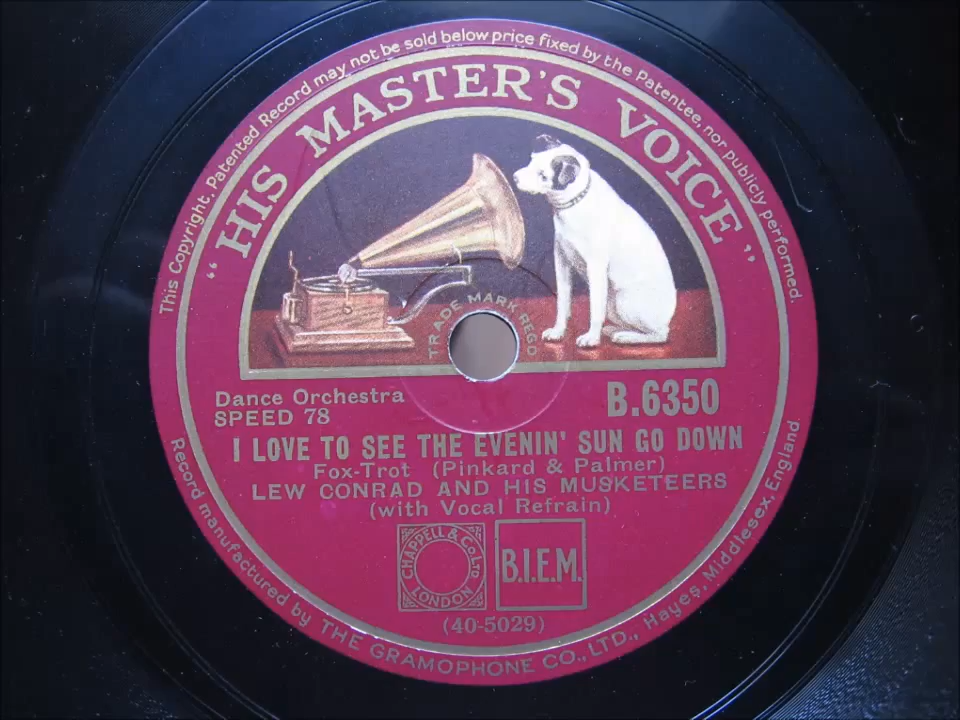 This Copyright, Patented Record may not be sold below price fixed by the Patentee, nor publicly performed.
"HIS MASTER'S VOICE"
TRADE MARK REGD
Dance Orchestra
SPEED 78
B.6350
I LOVE TO SEE THE EVENIN' SUN GO DOWN
Fox-Trot (Pinkard & Palmer)
LEW CONRAD AND HIS MUSKETEERS
(with Vocal Refrain)
CHAPPELL & Co. LTD
LONDON
B.I.E.M.
(40-5029)
Record manufactured by THE GRAMOPHONE CO., LTD., Hayes, Middlesex, England.